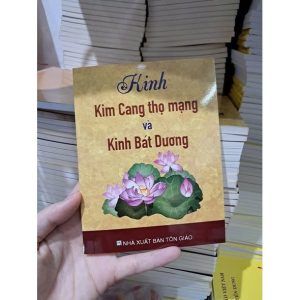 Kinh
Kim Cang thọ mạng
và
Kinh Bát Dương
NHÀ XUẤT BẢN TÔN GIÁO